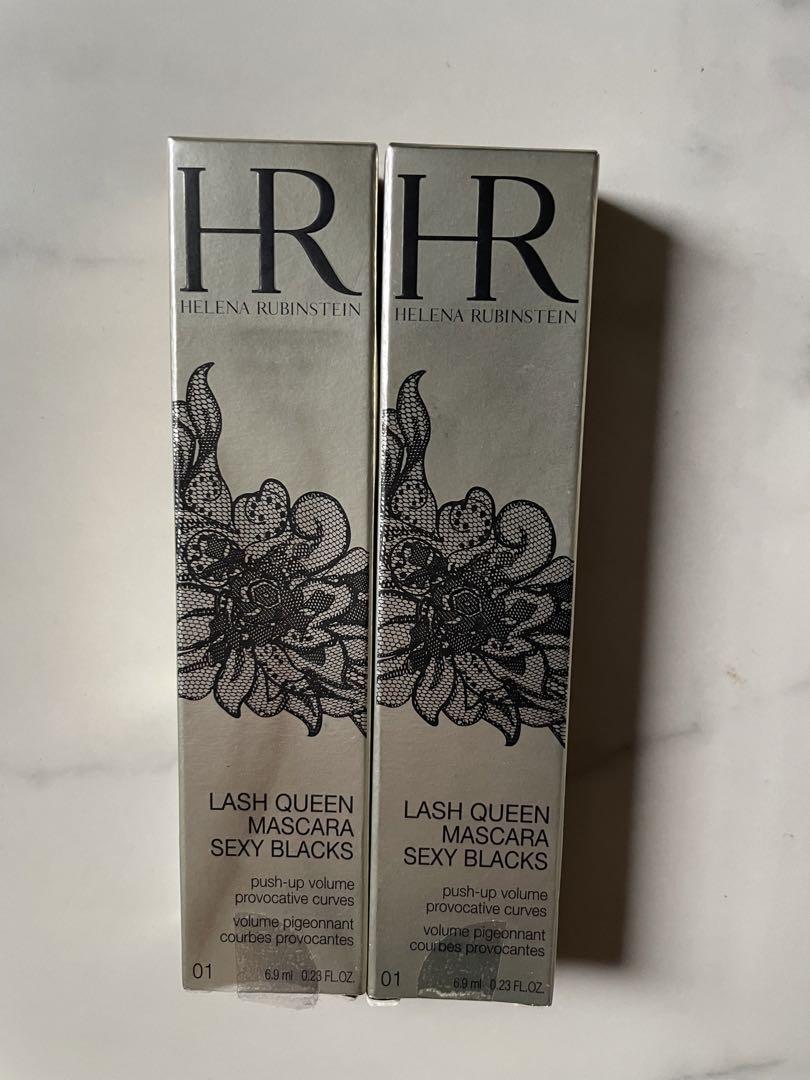 HR
HELENA RUBINSTEIN
LASH QUEEN
MASCARA
SEXY BLACKS
push-up volume
provocative curves
volume pigeonnant
courbes provocantes
01 6.9 ml 0.23 FL.OZ.
HR
HELENA RUBINSTEIN
LASH QUEEN
MASCARA
SEXY BLACKS
push-up volume
provocative curves
volume pigeonnant
courbes provocantes
01 6.9 ml 0.23 FL.OZ.